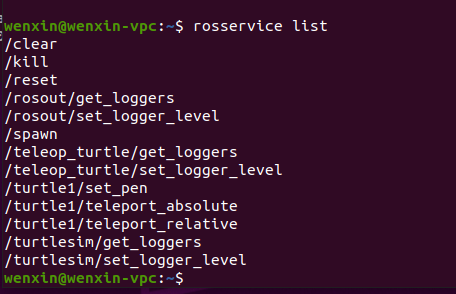 wenxin@wenxin-vpc:~$ rosservice list
/clear
/kill
/reset
/rosout/get_loggers
/rosout/set_logger_level
/spawn
/teleop_turtle/get_loggers
/teleop_turtle/set_logger_level
/turtle1/set_pen
/turtle1/teleport_absolute
/turtle1/teleport_relative
/turtlesim/get_loggers
/turtlesim/set_logger_level
wenxin@wenxin-vpc:~$